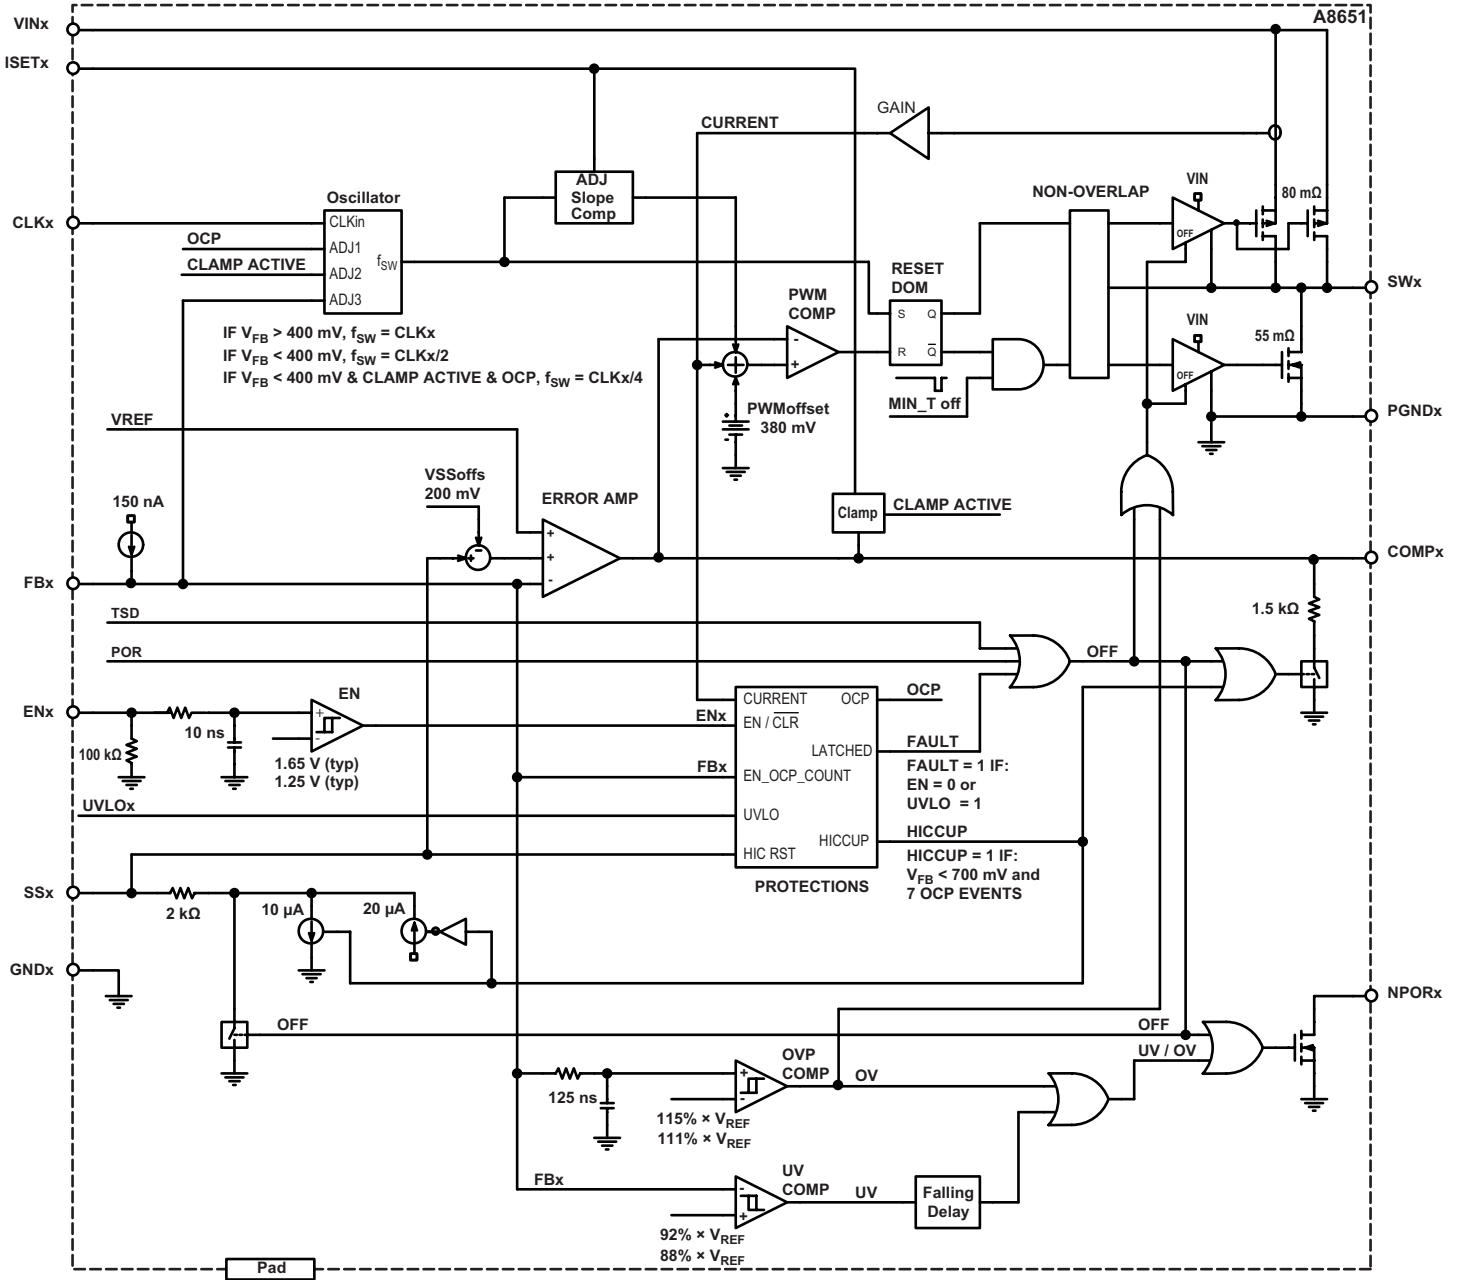 VINx
A8651
ISETx
GAIN
CURRENT
ADJ
Slope
Comp
NON-OVERLAP
VIN
80 mΩ
OFF
Oscillator
CLKx
CLKin
OCP
ADJ1
CLAMP ACTIVE
ADJ2
fSW
ADJ3
RESET
DOM
S
Q
R
Q̅
PWM
COMP
-
+
SWx
VIN
55 mΩ
OFF
IF VFB > 400 mV, fSW = CLKx
IF VFB < 400 mV, fSW = CLKx/2
IF VFB < 400 mV & CLAMP ACTIVE & OCP, fSW = CLKx/4
MIN_T off
PWMoffset
380 mV
+
-
PGNDx
VREF
VSSoffs
200 mV
ERROR AMP
150 nA
Clamp
CLAMP ACTIVE
+
-
+
+
-
COMPx
FBx
1.5 kΩ
TSD
POR
OFF
ENx
EN
+
-
10 ns
100 kΩ
1.65 V (typ)
1.25 V (typ)
ENx
CURRENT
OCP
OCP
EN / C̅L̅R̅
LATCHED
FAULT
FAULT = 1 IF:
EN = 0 or
UVLO = 1
FBx
EN_OCP_COUNT
UVLOx
UVLO
HICCUP
HICCUP
HICCUP = 1 IF:
VFB < 700 mV and
7 OCP EVENTS
HIC RST
PROTECTIONS
SSx
2 kΩ
10 µA
20 µA
GNDx
NPORx
OFF
OFF
UV / OV
OVP
COMP
OV
+
-
125 ns
115% × VREF
111% × VREF
FBx
UV
COMP
UV
-
+
Falling
Delay
92% × VREF
88% × VREF
Pad